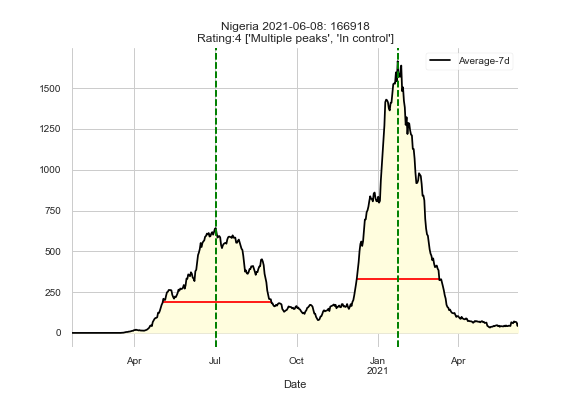 Nigeria 2021-06-08: 166918
Rating:4 ['Multiple peaks', 'In control']
Average-7d
1500
1250
1000
750
500
250
0
Apr
Jul
Oct
Jan
2021
Apr
Date